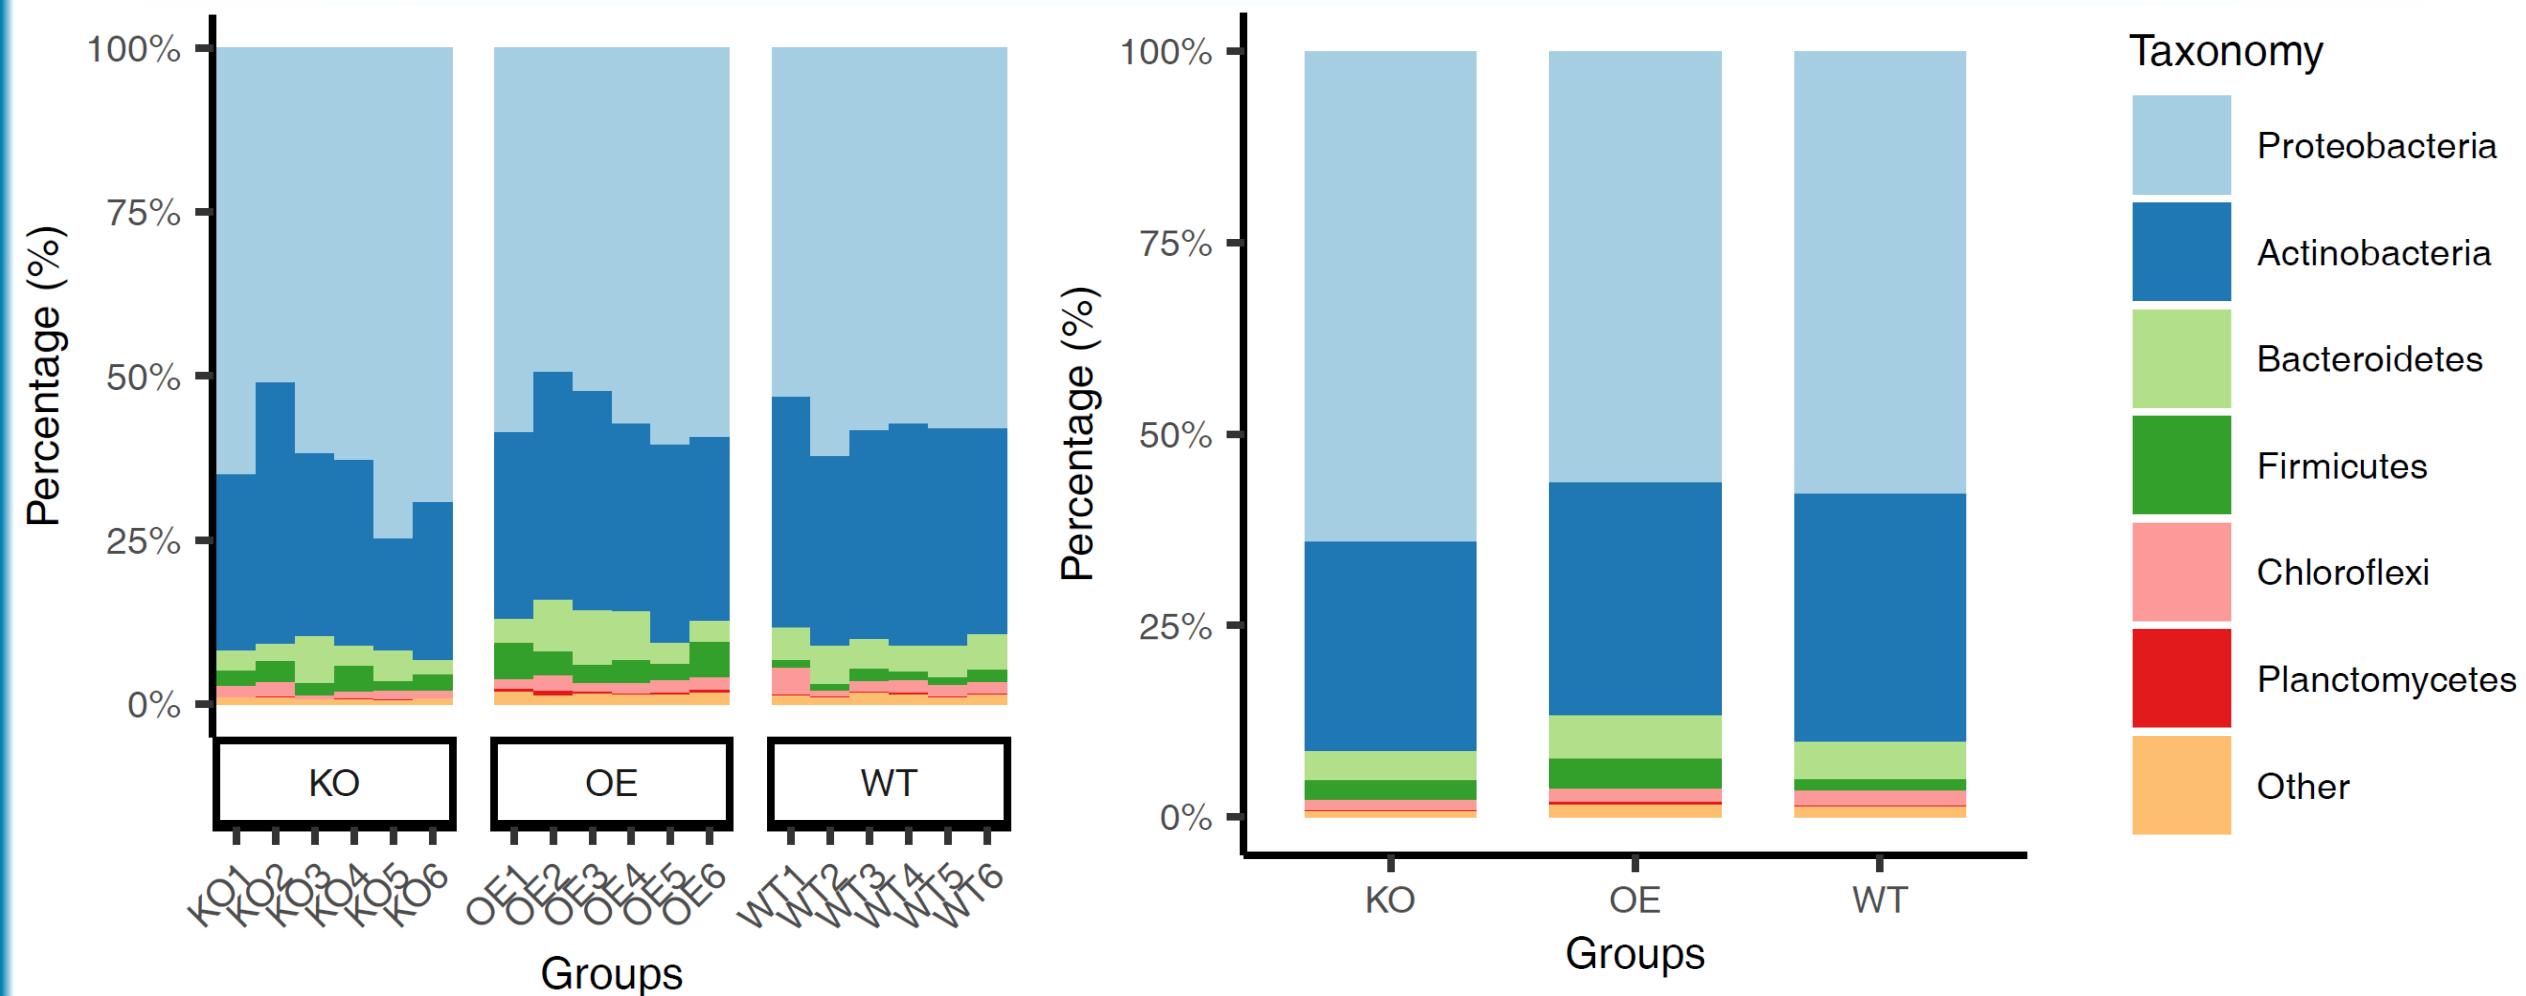 100%
75%
50%
25%
0%
Percentage (%)
KO
OE
WT
KO1
KO2
KO3
KO4
KO5
KO6
OE1
OE2
OE3
OE4
OE5
OE6
WT1
WT2
WT3
WT4
WT5
WT6
Groups
100%
75%
50%
25%
0%
Percentage (%)
KO
OE
WT
Groups
Taxonomy
Proteobacteria
Actinobacteria
Bacteroidetes
Firmicutes
Chloroflexi
Planctomycetes
Other